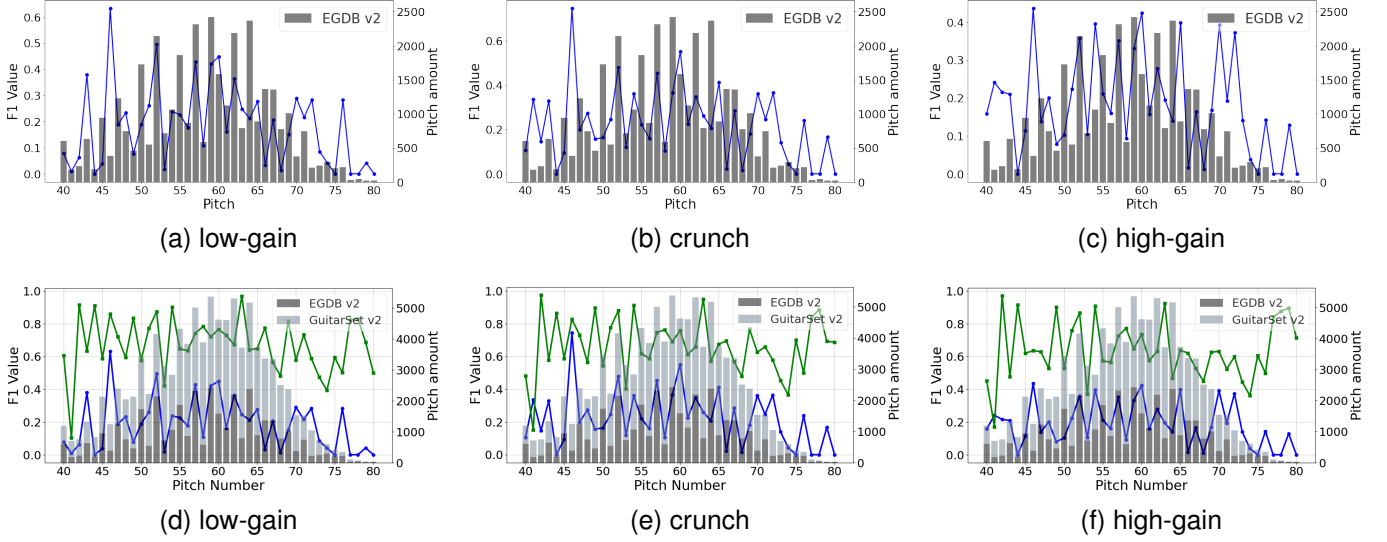 F1 Value
0.6
0.5
0.4
0.3
0.2
0.1
0.0
EGDB v2
2500
2000
1500
1000
500
0
Pitch amount
40 45 50 55 60 65 70 75 80
Pitch
(a) low-gain
F1 Value
0.6
0.4
0.2
0.0
EGDB v2
2500
2000
1500
1000
500
0
Pitch amount
40 45 50 55 60 65 70 75 80
Pitch
(b) crunch
F1 Value
0.4
0.3
0.2
0.1
0.0
EGDB v2
2500
2000
1500
1000
500
0
Pitch amount
40 45 50 55 60 65 70 75 80
Pitch
(c) high-gain
F1 Value
1.0
0.8
0.6
0.4
0.2
0.0
EGDB v2
GuitarSet v2
5000
4000
3000
2000
1000
0
Pitch amount
40 45 50 55 60 65 70 75 80
Pitch Number
(d) low-gain
F1 Value
1.0
0.8
0.6
0.4
0.2
0.0
EGDB v2
GuitarSet v2
5000
4000
3000
2000
1000
0
Pitch amount
40 45 50 55 60 65 70 75 80
Pitch Number
(e) crunch
F1 Value
1.0
0.8
0.6
0.4
0.2
0.0
EGDB v2
GuitarSet v2
5000
4000
3000
2000
1000
0
Pitch amount
40 45 50 55 60 65 70 75 80
Pitch Number
(f) high-gain